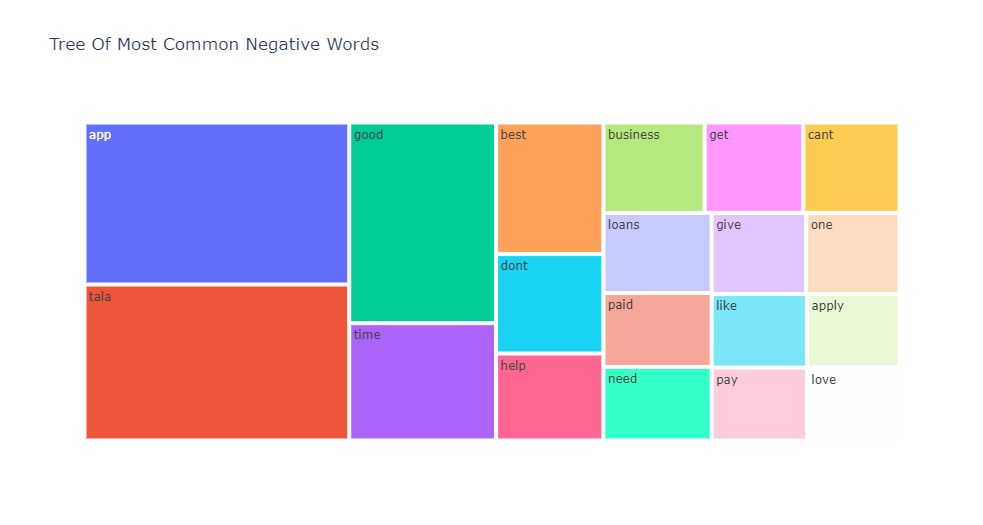 Tree Of Most Common Negative Words
app
good
best
business
get
cant
loans
give
one
dont
tala
paid
like
apply
time
help
need
pay
love